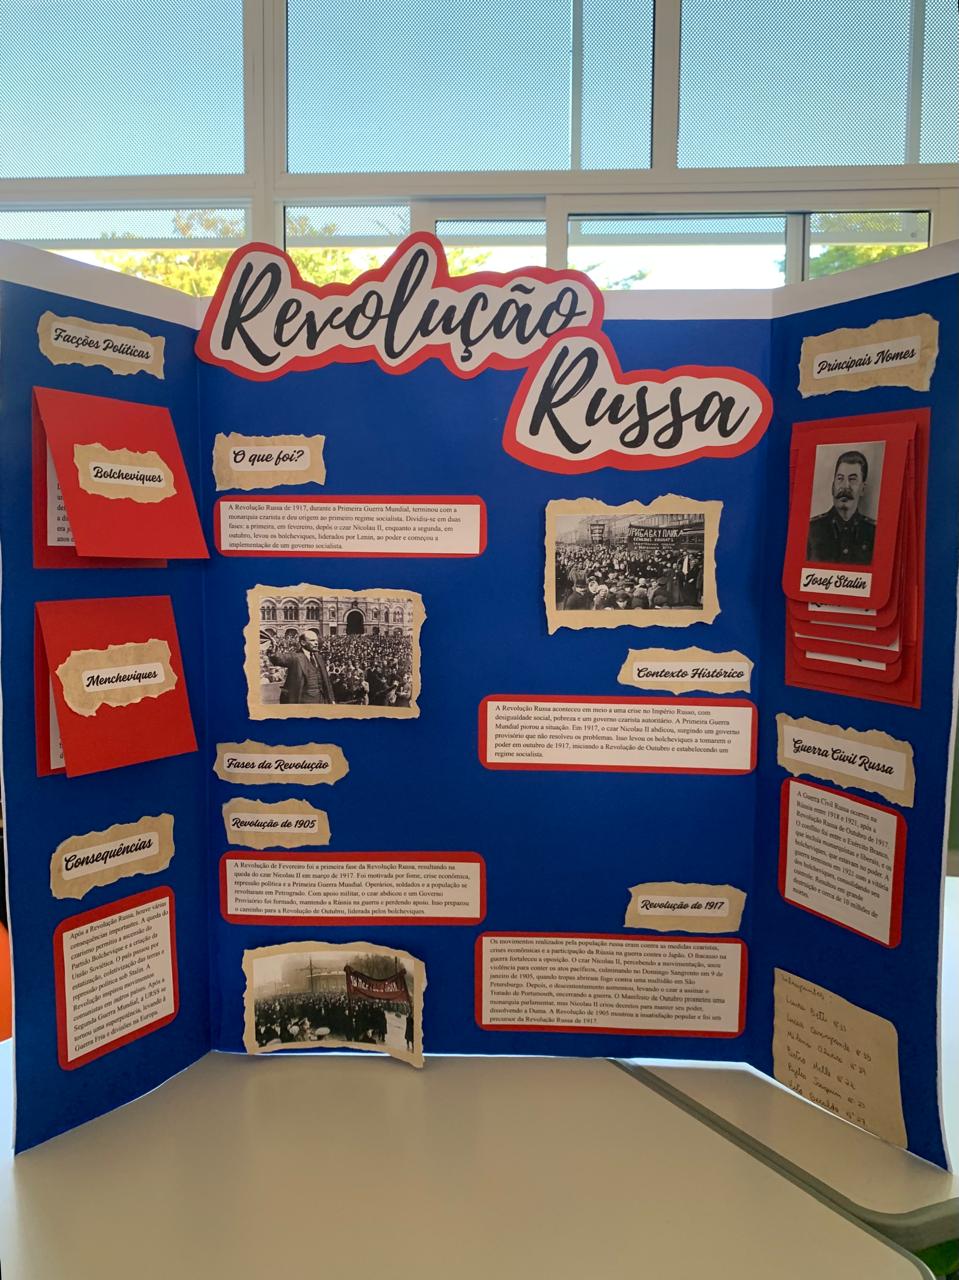 Revolução
Russa
Facções Políticas
Bolcheviques
Mencheviques
Consequências
Após a Revolução Russa, houve várias
consequências importantes. A queda do
czarismo permitiu a ascensão do
Partido Bolchevique e a criação da
União Soviética. O país passou por
estatização, coletivização das terras e
repressão política sob Stalin. A
Revolução inspirou movimentos
comunistas em outros países. Após a
Segunda Guerra Mundial, a URSS se
tornou uma superpotência, levando à
Guerra Fria e divisões na Europa.
O que foi?
A Revolução Russa de 1917, durante a Primeira Guerra Mundial, terminou com a
monarquia czarista e deu origem ao primeiro regime socialista. Dividiu-se em duas
fases: a primeira, em fevereiro, depôs o czar Nicolau II, enquanto a segunda, em
outubro, levou os bolcheviques, liderados por Lenin, ao poder e começou a
implementação de um governo socialista.
Contexto Histórico
A Revolução Russa aconteceu em meio a uma crise no Império Russo, com
desigualdade social, pobreza e um governo czarista autoritário. A Primeira Guerra
Mundial piorou a situação. Em 1917, o czar Nicolau II abdicou, surgindo um governo
provisório que não resolveu os problemas. Isso levou os bolcheviques a tomarem o
poder em outubro de 1917, iniciando a Revolução de Outubro e estabelecendo um
regime socialista.
Fases da Revolução
Revolução de 1905
A Revolução de Fevereiro foi a primeira fase da Revolução Russa, resultando na
queda do czar Nicolau II em março de 1917. Foi motivada por fome, crise econômica,
repressão política e a Primeira Guerra Mundial. Operários, soldados e a população se
revoltaram em Petrogrado. Com apoio militar, o czar abdicou e um Governo
Provisório foi formado, mantendo a Rússia na guerra e perdendo apoio. Isso preparou
o caminho para a Revolução de Outubro, liderada pelos bolcheviques.
Revolução de 1917
Os movimentos realizados pela população russa eram contra as medidas czaristas,
crises econômicas e a participação da Rússia na guerra contra o Japão. O fracasso na
guerra fortaleceu a oposição. O czar Nicolau II, percebendo a movimentação, usou
violência para conter os atos pacíficos, culminando no Domingo Sangrento em 9 de
janeiro de 1905, quando tropas abriram fogo contra uma multidão em São
Petersburgo. Depois, o descontentamento aumentou, levando o czar a assinar o
Tratado de Portsmouth, encerrando a guerra. O Manifesto de Outubro prometeu uma
monarquia parlamentar, mas Nicolau II criou decretos para manter seu poder,
dissolvendo a Duma. A Revolução de 1905 mostrou a insatisfação popular e foi um
precursor da Revolução Russa de 1917.
Principais Nomes
Josef Stalin
Guerra Civil Russa
A Guerra Civil Russa ocorreu na
Rússia entre 1918 e 1921, após a
Revolução Russa de Outubro de 1917.
O conflito foi entre o Exército Branco,
que incluía monarquistas e liberais, e os
bolcheviques, que estavam no poder. A
guerra terminou em 1922 com a vitória
dos bolcheviques, consolidando seu
controle. Resultou em grande
destruição e cerca de 10 milhões de
mortes.